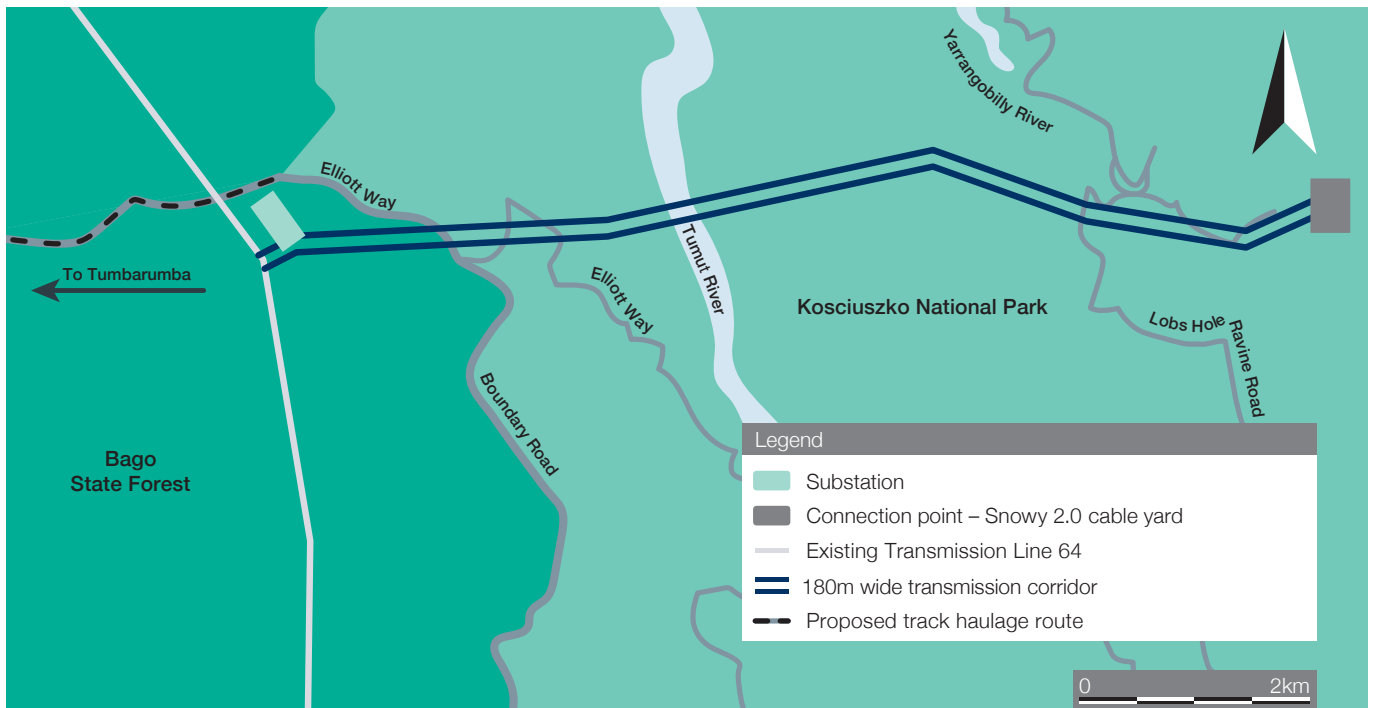 Yarrangobilly River
Elliott Way
To Tumbarumba
Tumut River
Elliott Way
Kosciuszko National Park
Lobs Hole
Ravine Road
Boundary Road
Bago
State Forest
Legend
Substation
Connection point – Snowy 2.0 cable yard
Existing Transmission Line 64
180m wide transmission corridor
Proposed track haulage route
0 2km